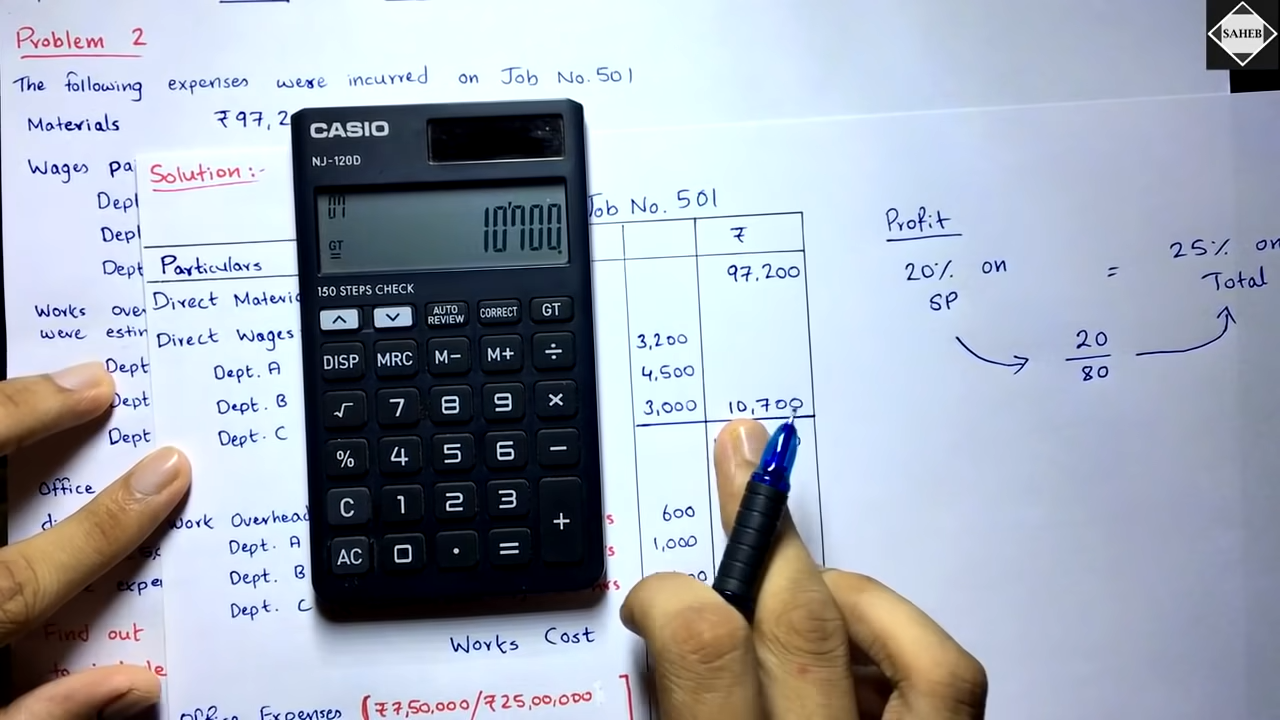 SAHEB
Problem 2
The following expenses were incurred on Job No. 501
Materials ₹97,2
Wages pa
Dept
Dept
Dept
Works over
were estim
Dept
Dept
Dept
Office
expe
Find out
Solution:-
Job No. 501
₹
Particulars
Direct Materia
97,200
Direct Wages
Dept. A 3,200
Dept. B 4,500
Dept. C 3,000 10,700
Work Overhead
Dept. A 600
Dept. B 1,000
Dept. C
Works Cost
Office Expenses [₹7,50,000/₹25,00,000]
Profit
20% on SP = 25% on Total
20
80
CASIO
NJ-120D
01
GT
=
10'700.
150 STEPS CHECK
AUTO REVIEW CORRECT GT
DISP MRC M- M+ ÷
√ 7 8 9 ×
% 4 5 6 −
C 1 2 3 +
AC 0 · =